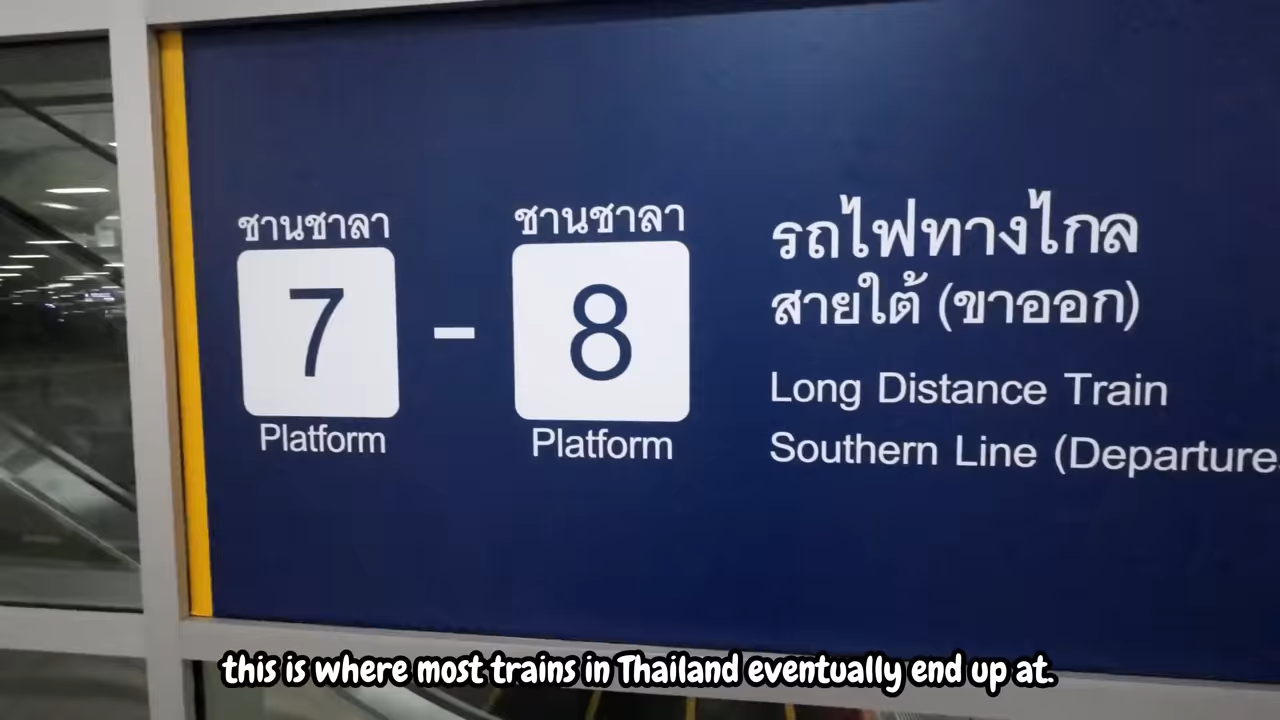 ชานชาลา
7
Platform
-
ชานชาลา
8
Platform
รถไฟทางไกล
สายใต้ (ขาออก)
Long Distance Train
Southern Line (Departure
this is where most trains in Thailand eventually end up at.